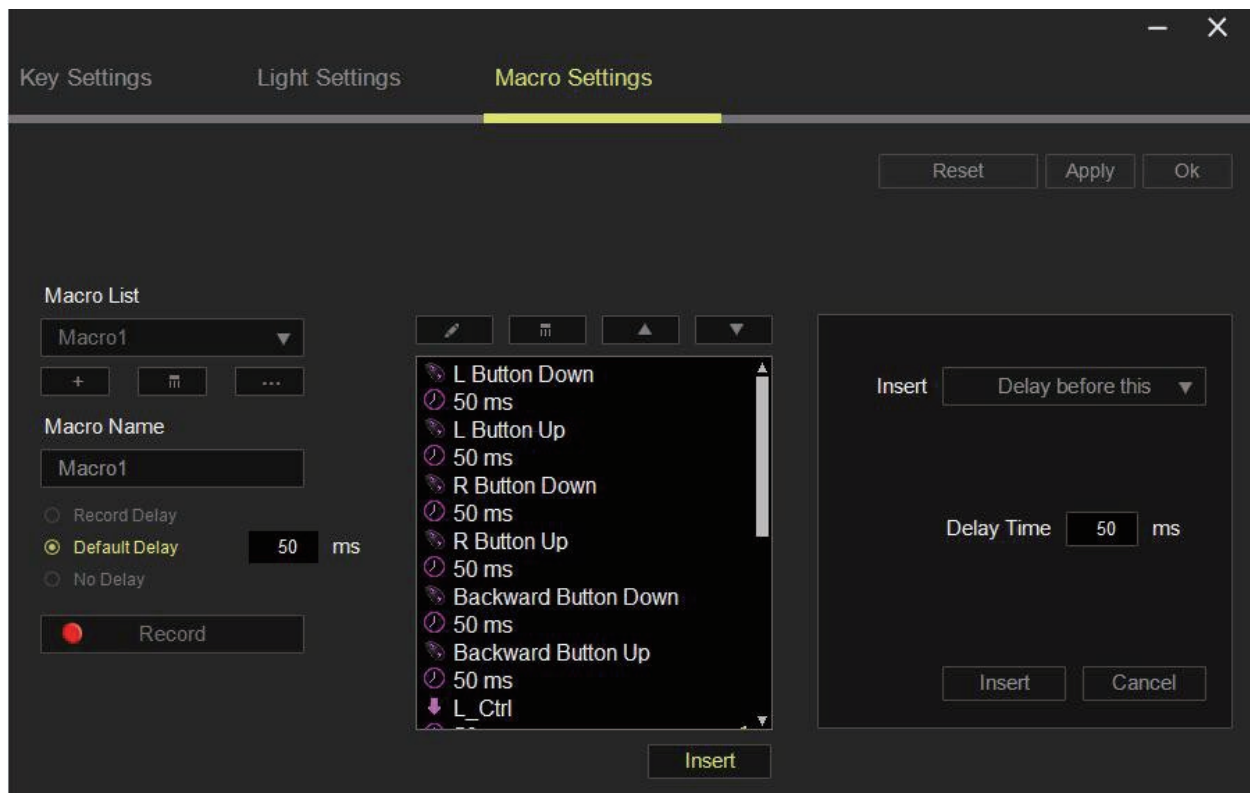 Key Settings
Light Settings
Macro Settings
Reset
Apply
Ok
Macro List
Macro1
Macro Name
Macro1
Record Delay
Default Delay 50 ms
No Delay
Record
L Button Down
50 ms
L Button Up
50 ms
R Button Down
50 ms
R Button Up
50 ms
Backward Button Down
50 ms
Backward Button Up
50 ms
L_Ctrl
Insert
Insert Delay before this
Delay Time 50 ms
Insert
Cancel